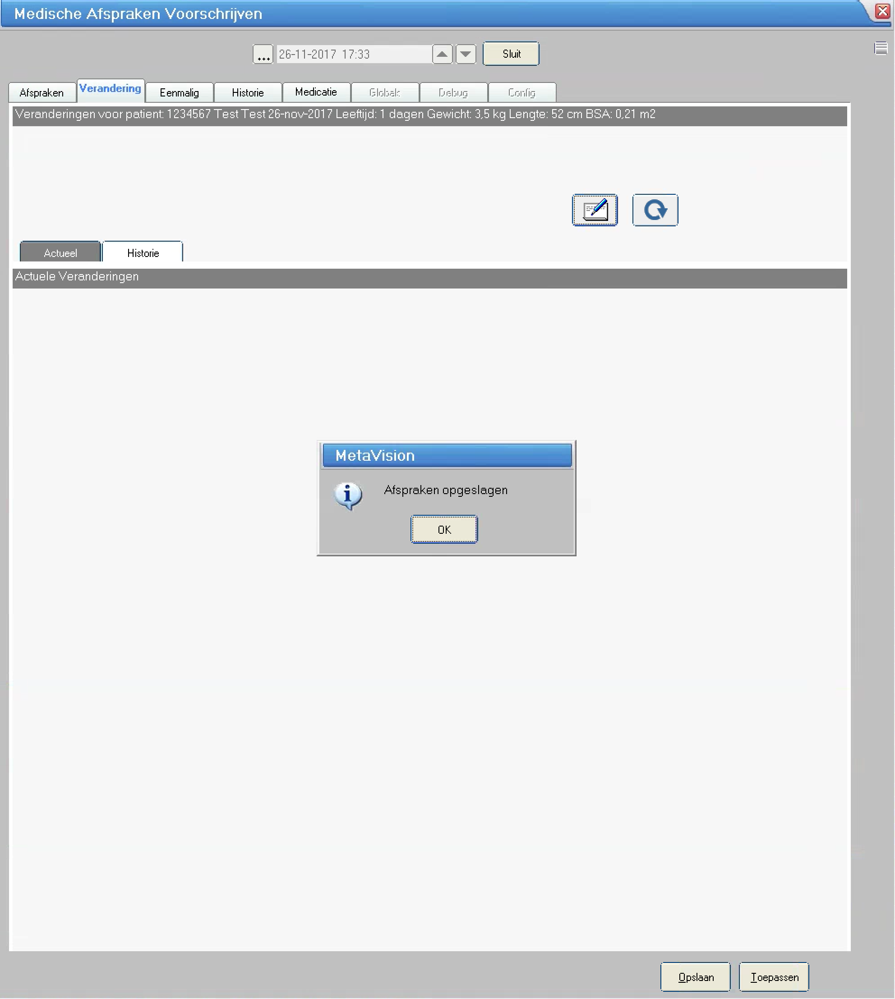 Medische Afspraken Voorschrijven
... 26-11-2017 17:33 Sluit
Afspraken Verandering Eenmalig Historie Medicatie Globals Debug Config
Veranderingen voor patient: 1234567 Test Test 26-nov-2017 Leeftijd: 1 dagen Gewicht: 3,5 kg Lengte: 52 cm BSA: 0,21 m2
Actueel Historie
Actuele Veranderingen
MetaVision
Afspraken opgeslagen
OK
Opslaan Toepassen